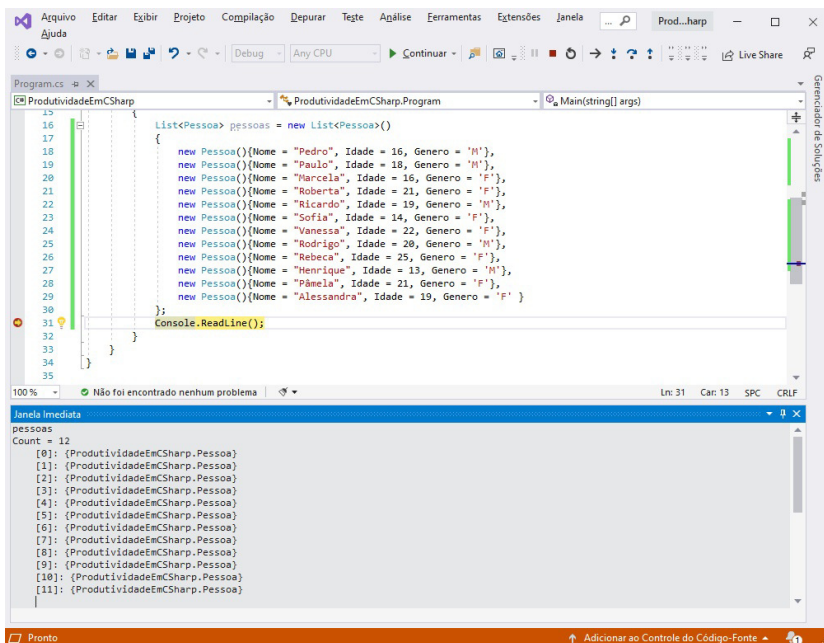 Arquivo Editar Exibir Projeto Compilação Depurar Teste Análise Ferramentas Extensões Janela ... Prod...harp
Ajuda
Debug Any CPU Continuar Live Share
Program.cs
Gerenciador de Soluções
C# ProdutividadeEmCSharp ProdutividadeEmCSharp.Program Main(string[] args)
15 {
16 List<Pessoa> pessoas = new List<Pessoa>()
17 {
18 new Pessoa(){Nome = "Pedro", Idade = 16, Genero = 'M'},
19 new Pessoa(){Nome = "Paulo", Idade = 18, Genero = 'M'},
20 new Pessoa(){Nome = "Marcela", Idade = 16, Genero = 'F'},
21 new Pessoa(){Nome = "Roberta", Idade = 21, Genero = 'F'},
22 new Pessoa(){Nome = "Ricardo", Idade = 19, Genero = 'M'},
23 new Pessoa(){Nome = "Sofia", Idade = 14, Genero = 'F'},
24 new Pessoa(){Nome = "Vanessa", Idade = 22, Genero = 'F'},
25 new Pessoa(){Nome = "Rodrigo", Idade = 20, Genero = 'M'},
26 new Pessoa(){Nome = "Rebeca", Idade = 25, Genero = 'F'},
27 new Pessoa(){Nome = "Henrique", Idade = 13, Genero = 'M'},
28 new Pessoa(){Nome = "Pâmela", Idade = 21, Genero = 'F'},
29 new Pessoa(){Nome = "Alessandra", Idade = 19, Genero = 'F' }
30 };
31 Console.ReadLine();
32 }
33 }
34 }
35
100 % Não foi encontrado nenhum problema Ln: 31 Car: 13 SPC CRLF
Janela Imediata
pessoas
Count = 12
[0]: {ProdutividadeEmCSharp.Pessoa}
[1]: {ProdutividadeEmCSharp.Pessoa}
[2]: {ProdutividadeEmCSharp.Pessoa}
[3]: {ProdutividadeEmCSharp.Pessoa}
[4]: {ProdutividadeEmCSharp.Pessoa}
[5]: {ProdutividadeEmCSharp.Pessoa}
[6]: {ProdutividadeEmCSharp.Pessoa}
[7]: {ProdutividadeEmCSharp.Pessoa}
[8]: {ProdutividadeEmCSharp.Pessoa}
[9]: {ProdutividadeEmCSharp.Pessoa}
[10]: {ProdutividadeEmCSharp.Pessoa}
[11]: {ProdutividadeEmCSharp.Pessoa}
Pronto Adicionar ao Controle do Código-Fonte 1